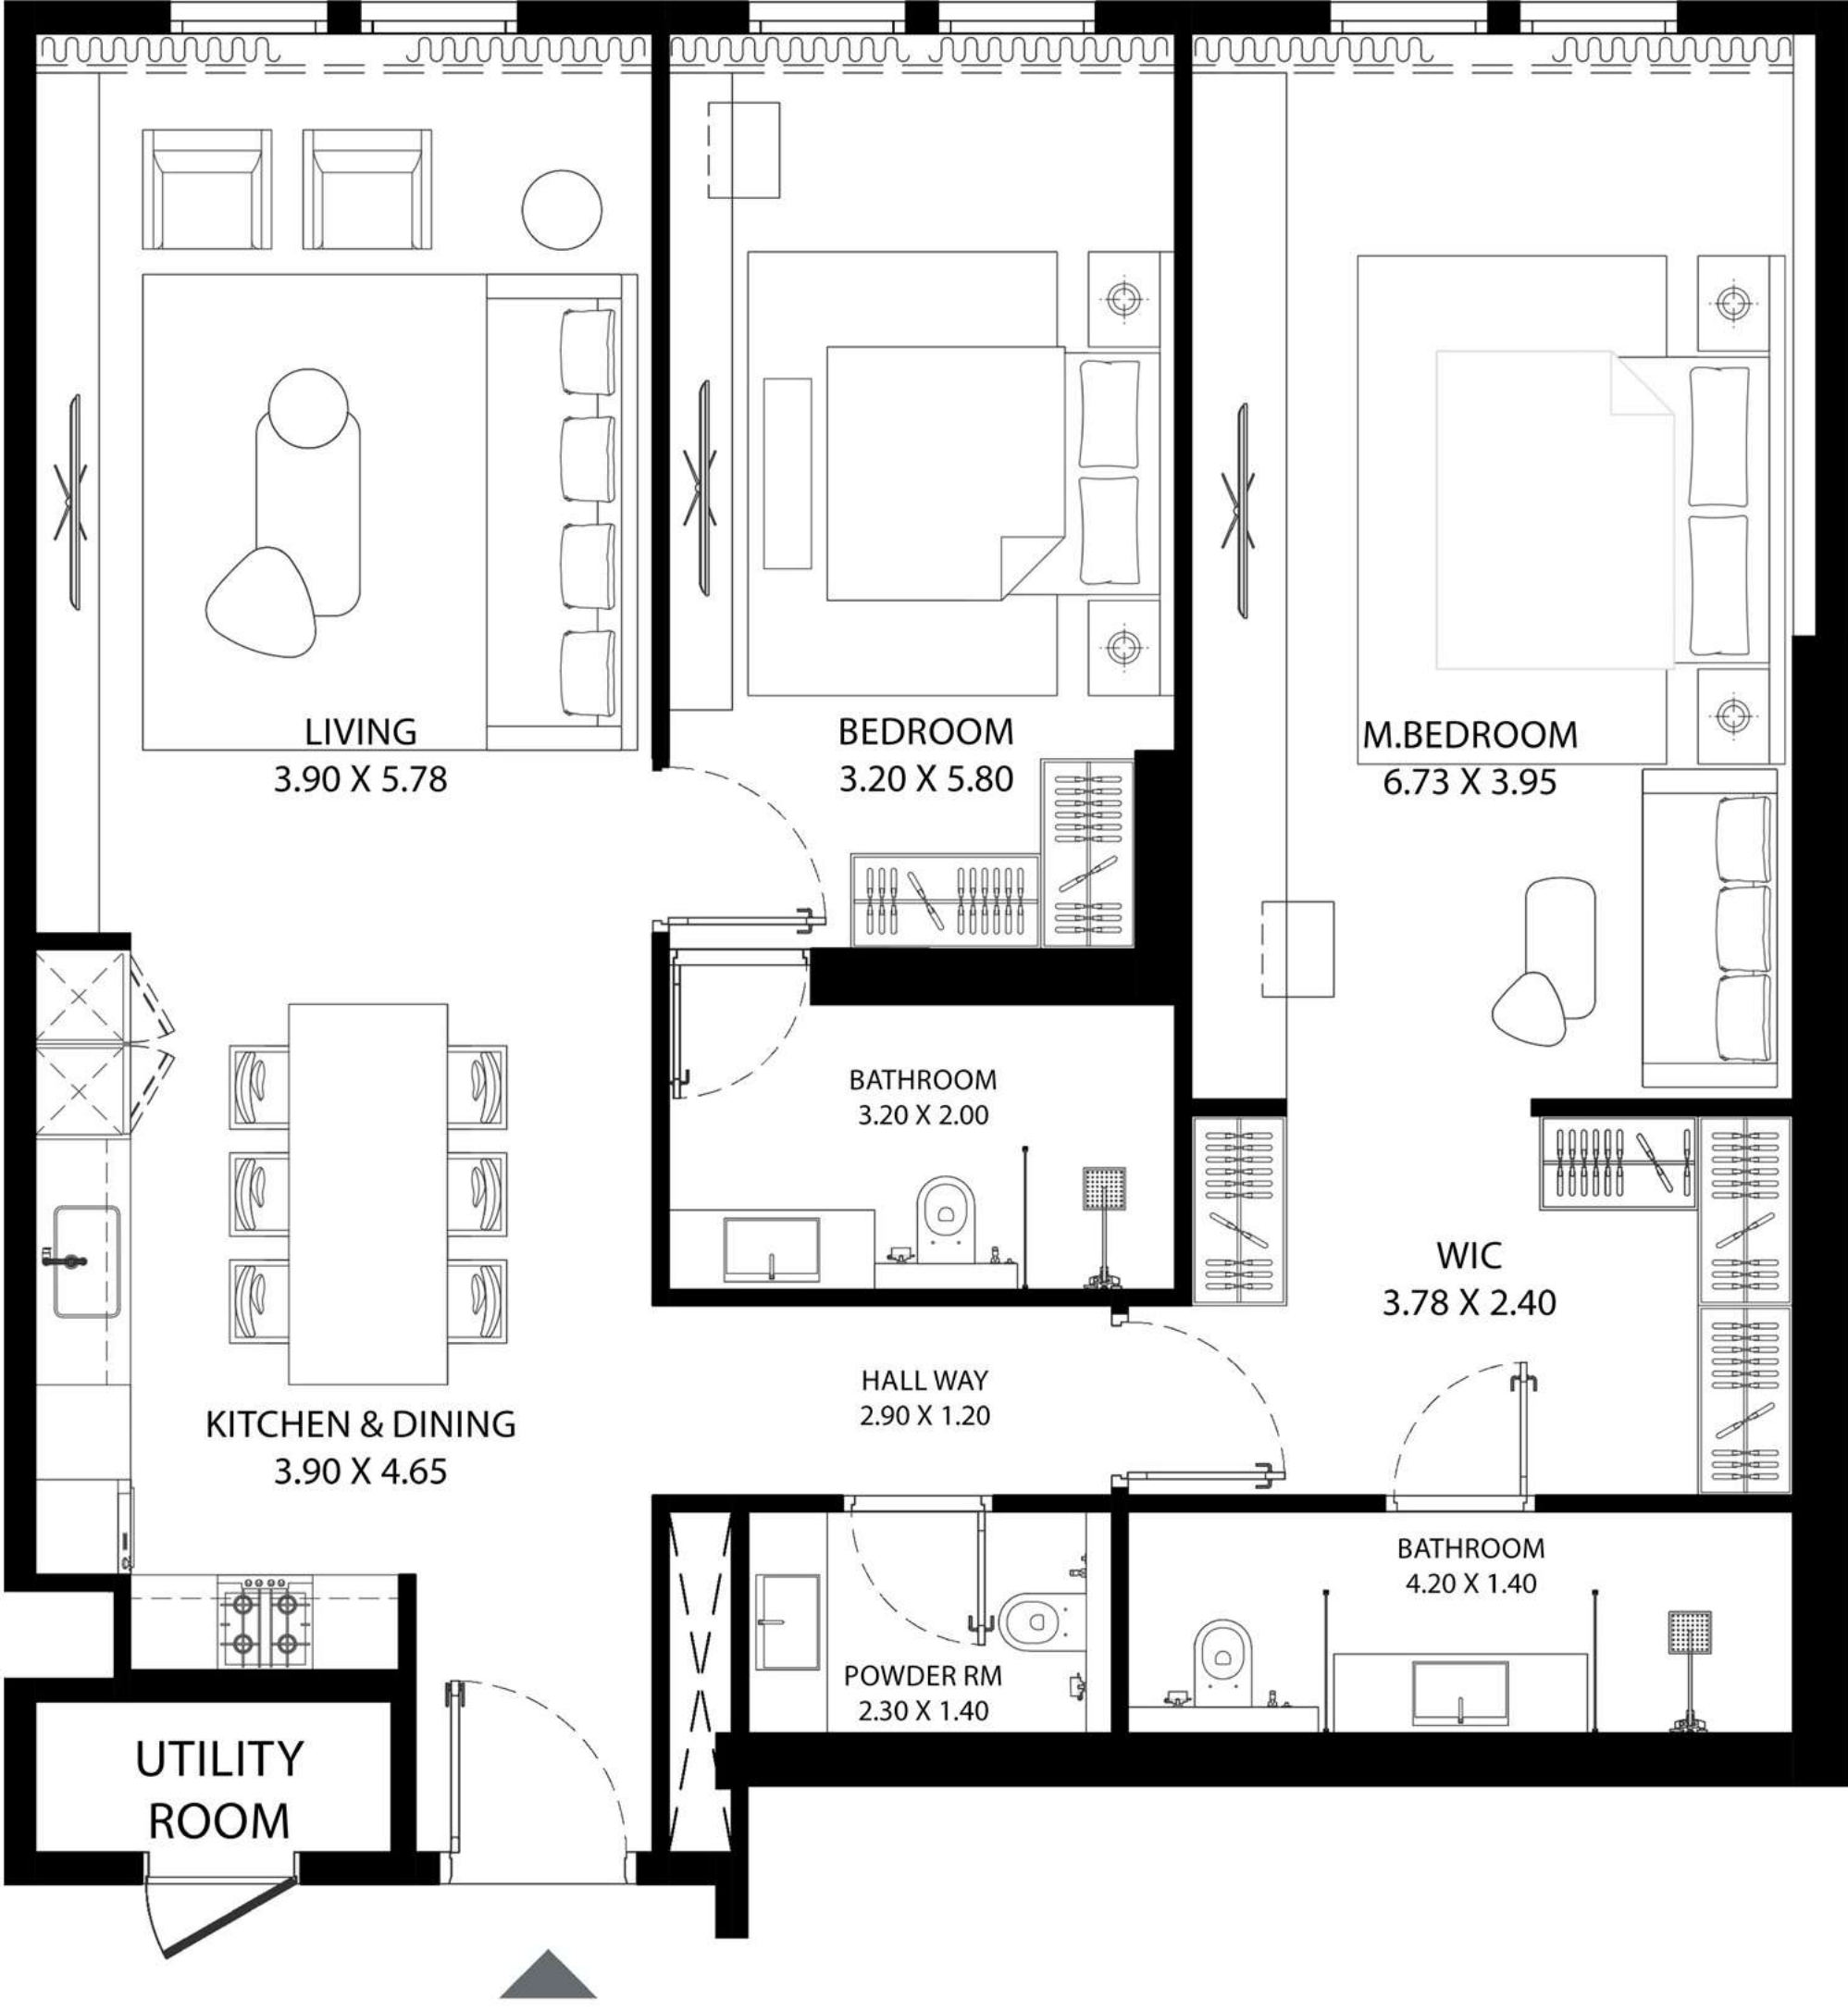 LIVING
3.90 X 5.78
BEDROOM
3.20 X 5.80
M.BEDROOM
6.73 X 3.95
BATHROOM
3.20 X 2.00
WIC
3.78 X 2.40
HALL WAY
2.90 X 1.20
KITCHEN & DINING
3.90 X 4.65
BATHROOM
4.20 X 1.40
POWDER RM
2.30 X 1.40
UTILITY
ROOM